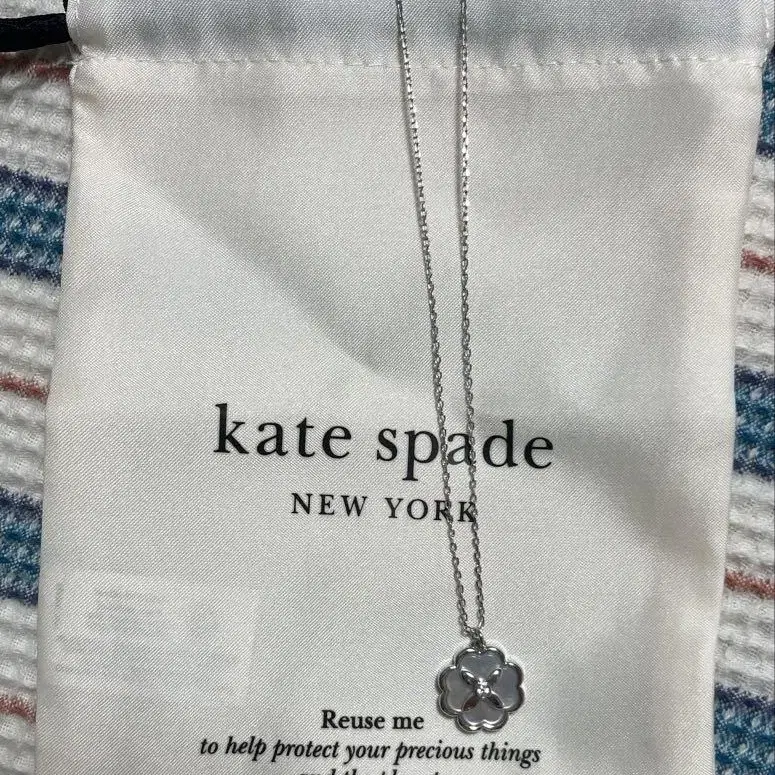 kate spade
NEW YORK
Reuse me
to help protect your precious things